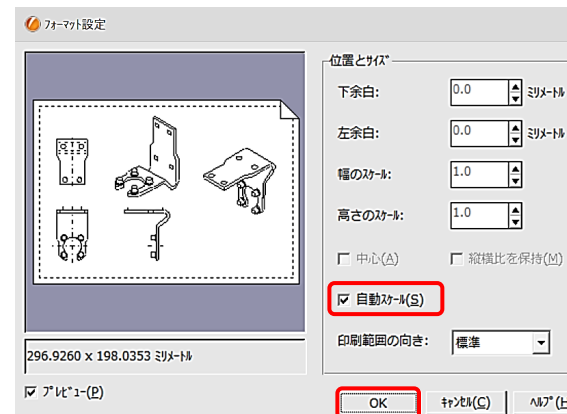 ﾌｫｰﾏｯﾄ設定
位置とｻｲｽﾞ
下余白: 0.0 ﾐﾘﾒｰﾄﾙ
左余白: 0.0 ﾐﾘﾒｰﾄﾙ
幅のｽｹｰﾙ: 1.0
高さのｽｹｰﾙ: 1.0
中心(A) 縦横比を保持(M)
自動ｽｹｰﾙ(S)
印刷範囲の向き: 標準
296.9260 x 198.0353 ﾐﾘﾒｰﾄﾙ
ﾌﾟﾚﾋﾞｭｰ(P)
OK ｷｬﾝｾﾙ(C) ﾍﾙﾌﾟ(H